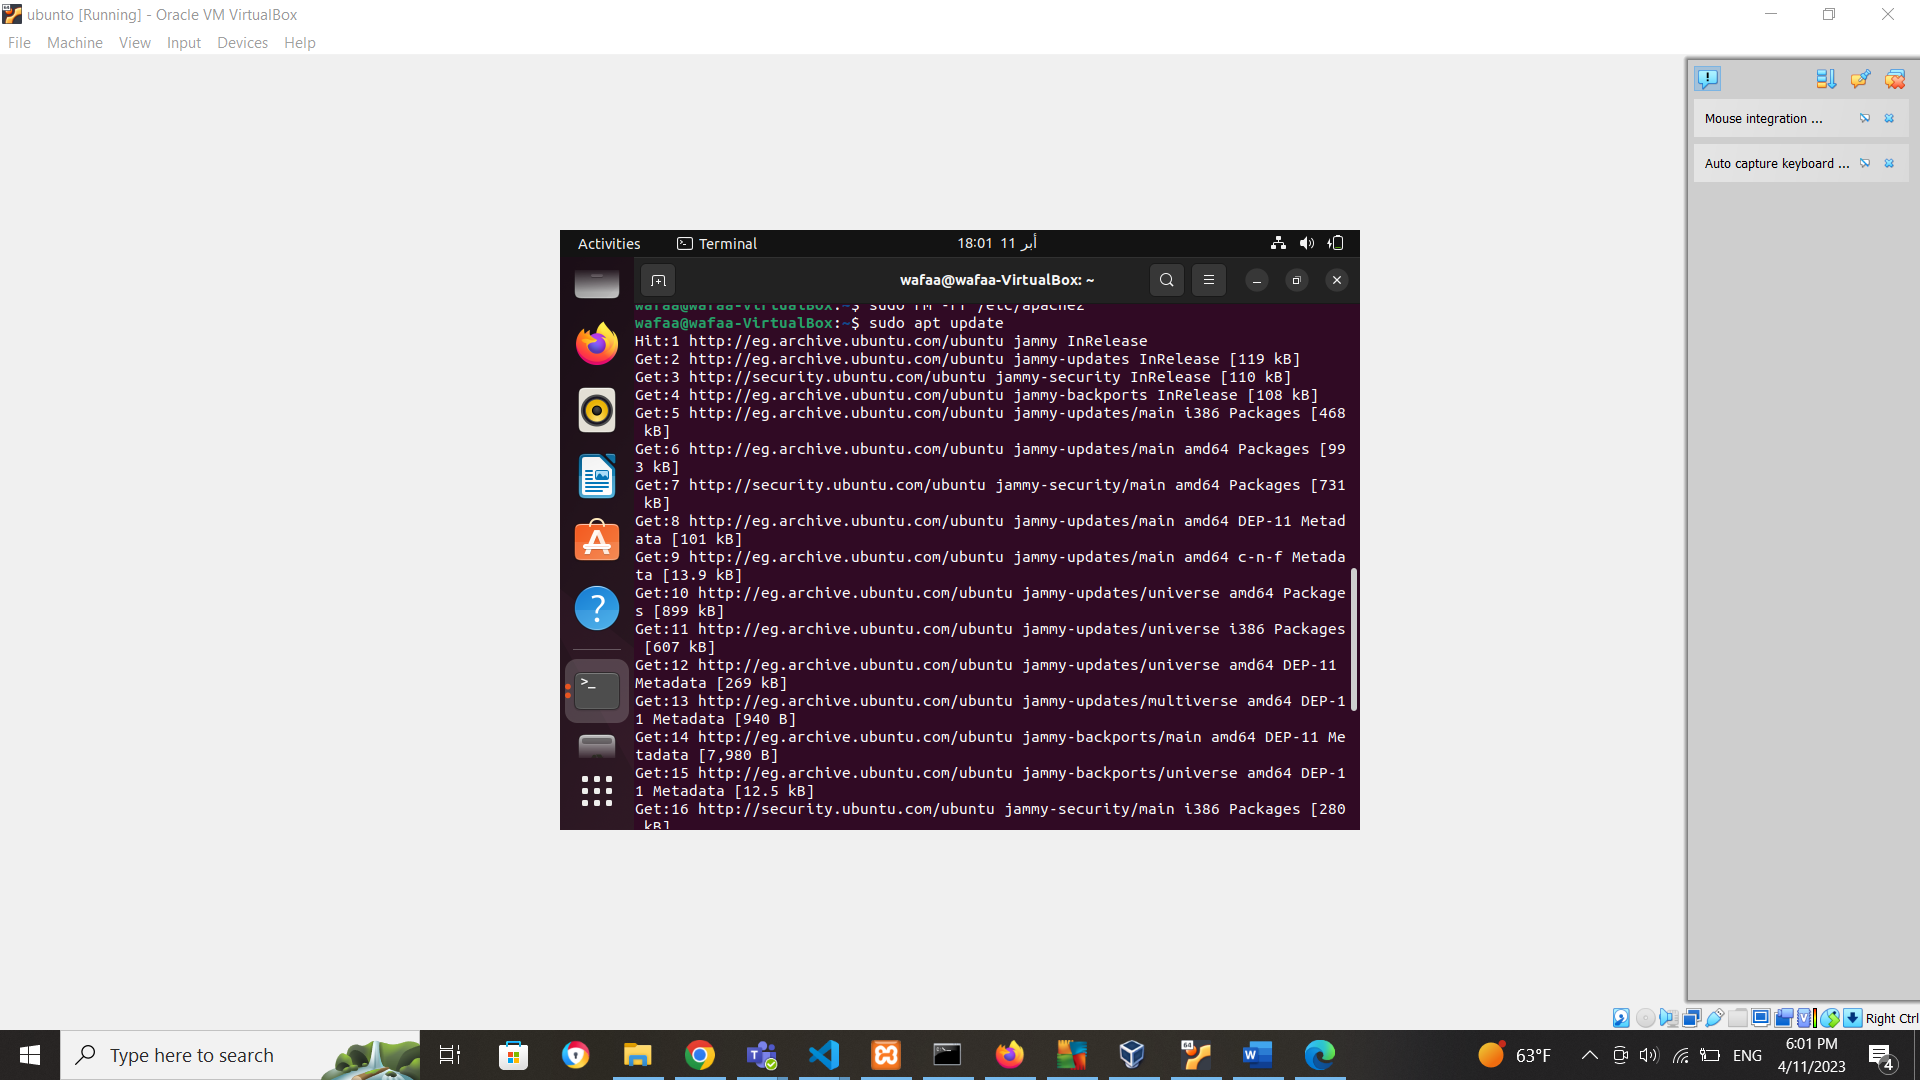 ubunto [Running] - Oracle VM VirtualBox
File Machine View Input Devices Help
Mouse integration ...
Auto capture keyboard ...
Activities Terminal 18:01 11 أبر
wafaa@wafaa-VirtualBox: ~
wafaa@wafaa-VirtualBox:~$ sudo rm -rf /etc/apache2
wafaa@wafaa-VirtualBox:~$ sudo apt update
Hit:1 http://eg.archive.ubuntu.com/ubuntu jammy InRelease
Get:2 http://eg.archive.ubuntu.com/ubuntu jammy-updates InRelease [119 kB]
Get:3 http://security.ubuntu.com/ubuntu jammy-security InRelease [110 kB]
Get:4 http://eg.archive.ubuntu.com/ubuntu jammy-backports InRelease [108 kB]
Get:5 http://eg.archive.ubuntu.com/ubuntu jammy-updates/main i386 Packages [468
kB]
Get:6 http://eg.archive.ubuntu.com/ubuntu jammy-updates/main amd64 Packages [99
3 kB]
Get:7 http://security.ubuntu.com/ubuntu jammy-security/main amd64 Packages [731
kB]
Get:8 http://eg.archive.ubuntu.com/ubuntu jammy-updates/main amd64 DEP-11 Metad
ata [101 kB]
Get:9 http://eg.archive.ubuntu.com/ubuntu jammy-updates/main amd64 c-n-f Metada
ta [13.9 kB]
Get:10 http://eg.archive.ubuntu.com/ubuntu jammy-updates/universe amd64 Package
s [899 kB]
Get:11 http://eg.archive.ubuntu.com/ubuntu jammy-updates/universe i386 Packages
[607 kB]
Get:12 http://eg.archive.ubuntu.com/ubuntu jammy-updates/universe amd64 DEP-11
Metadata [269 kB]
Get:13 http://eg.archive.ubuntu.com/ubuntu jammy-updates/multiverse amd64 DEP-1
1 Metadata [940 B]
Get:14 http://eg.archive.ubuntu.com/ubuntu jammy-backports/main amd64 DEP-11 Me
tadata [7,980 B]
Get:15 http://eg.archive.ubuntu.com/ubuntu jammy-backports/universe amd64 DEP-1
1 Metadata [12.5 kB]
Get:16 http://security.ubuntu.com/ubuntu jammy-security/main i386 Packages [280
kB]
Right Ctrl
Type here to search
63°F
ENG
6:01 PM
4/11/2023
4